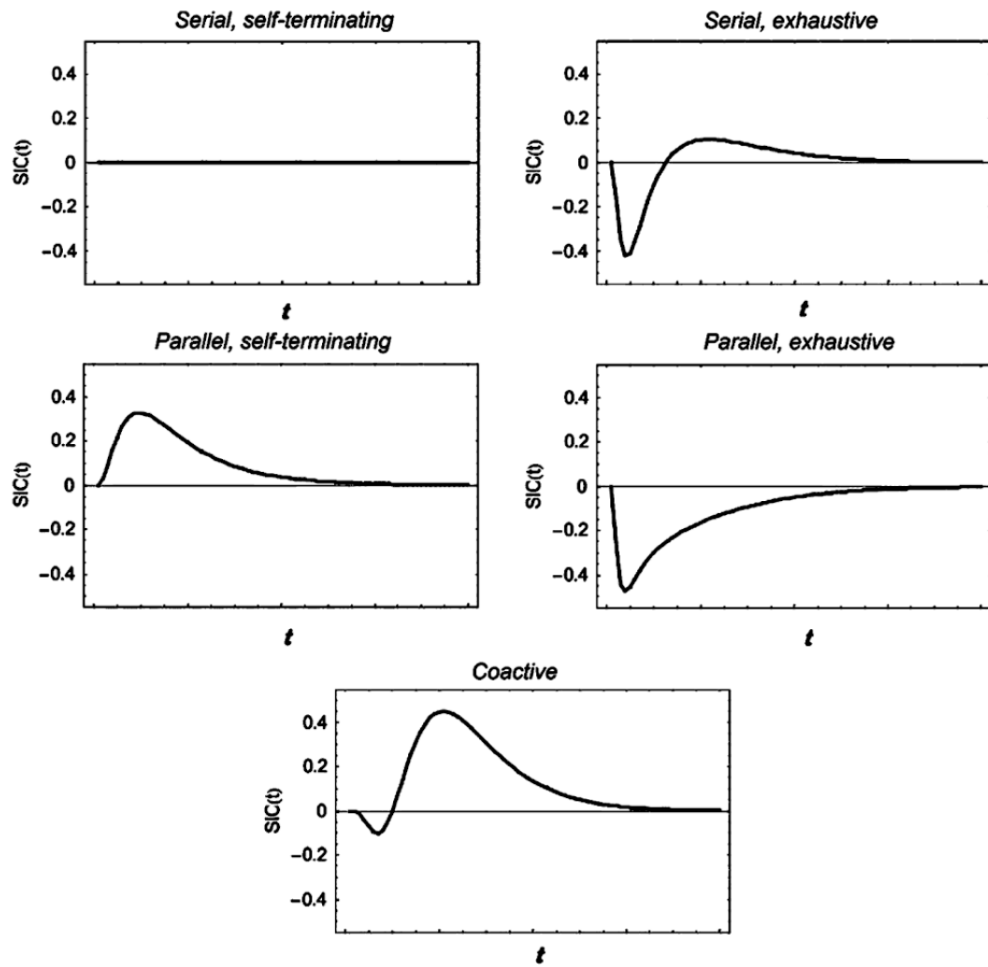 Serial, self-terminating
SIC(t)
0.4
0.2
0
−0.2
−0.4
t
Serial, exhaustive
SIC(t)
0.4
0.2
0
−0.2
−0.4
t
Parallel, self-terminating
SIC(t)
0.4
0.2
0
−0.2
−0.4
t
Parallel, exhaustive
SIC(t)
0.4
0.2
0
−0.2
−0.4
t
Coactive
SIC(t)
0.4
0.2
0
−0.2
−0.4
t